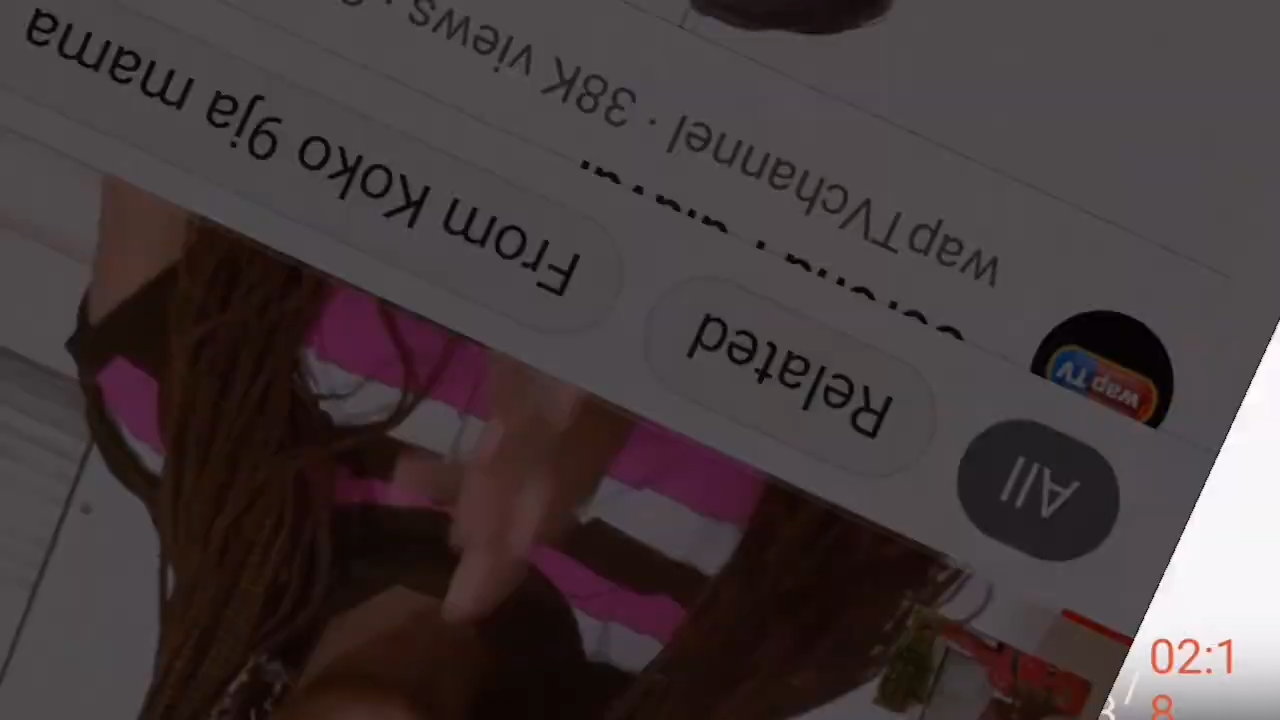 All
Related
From Koko 9ja mama
wapTVchannel · 38K views ·
wap TV
02:1
8